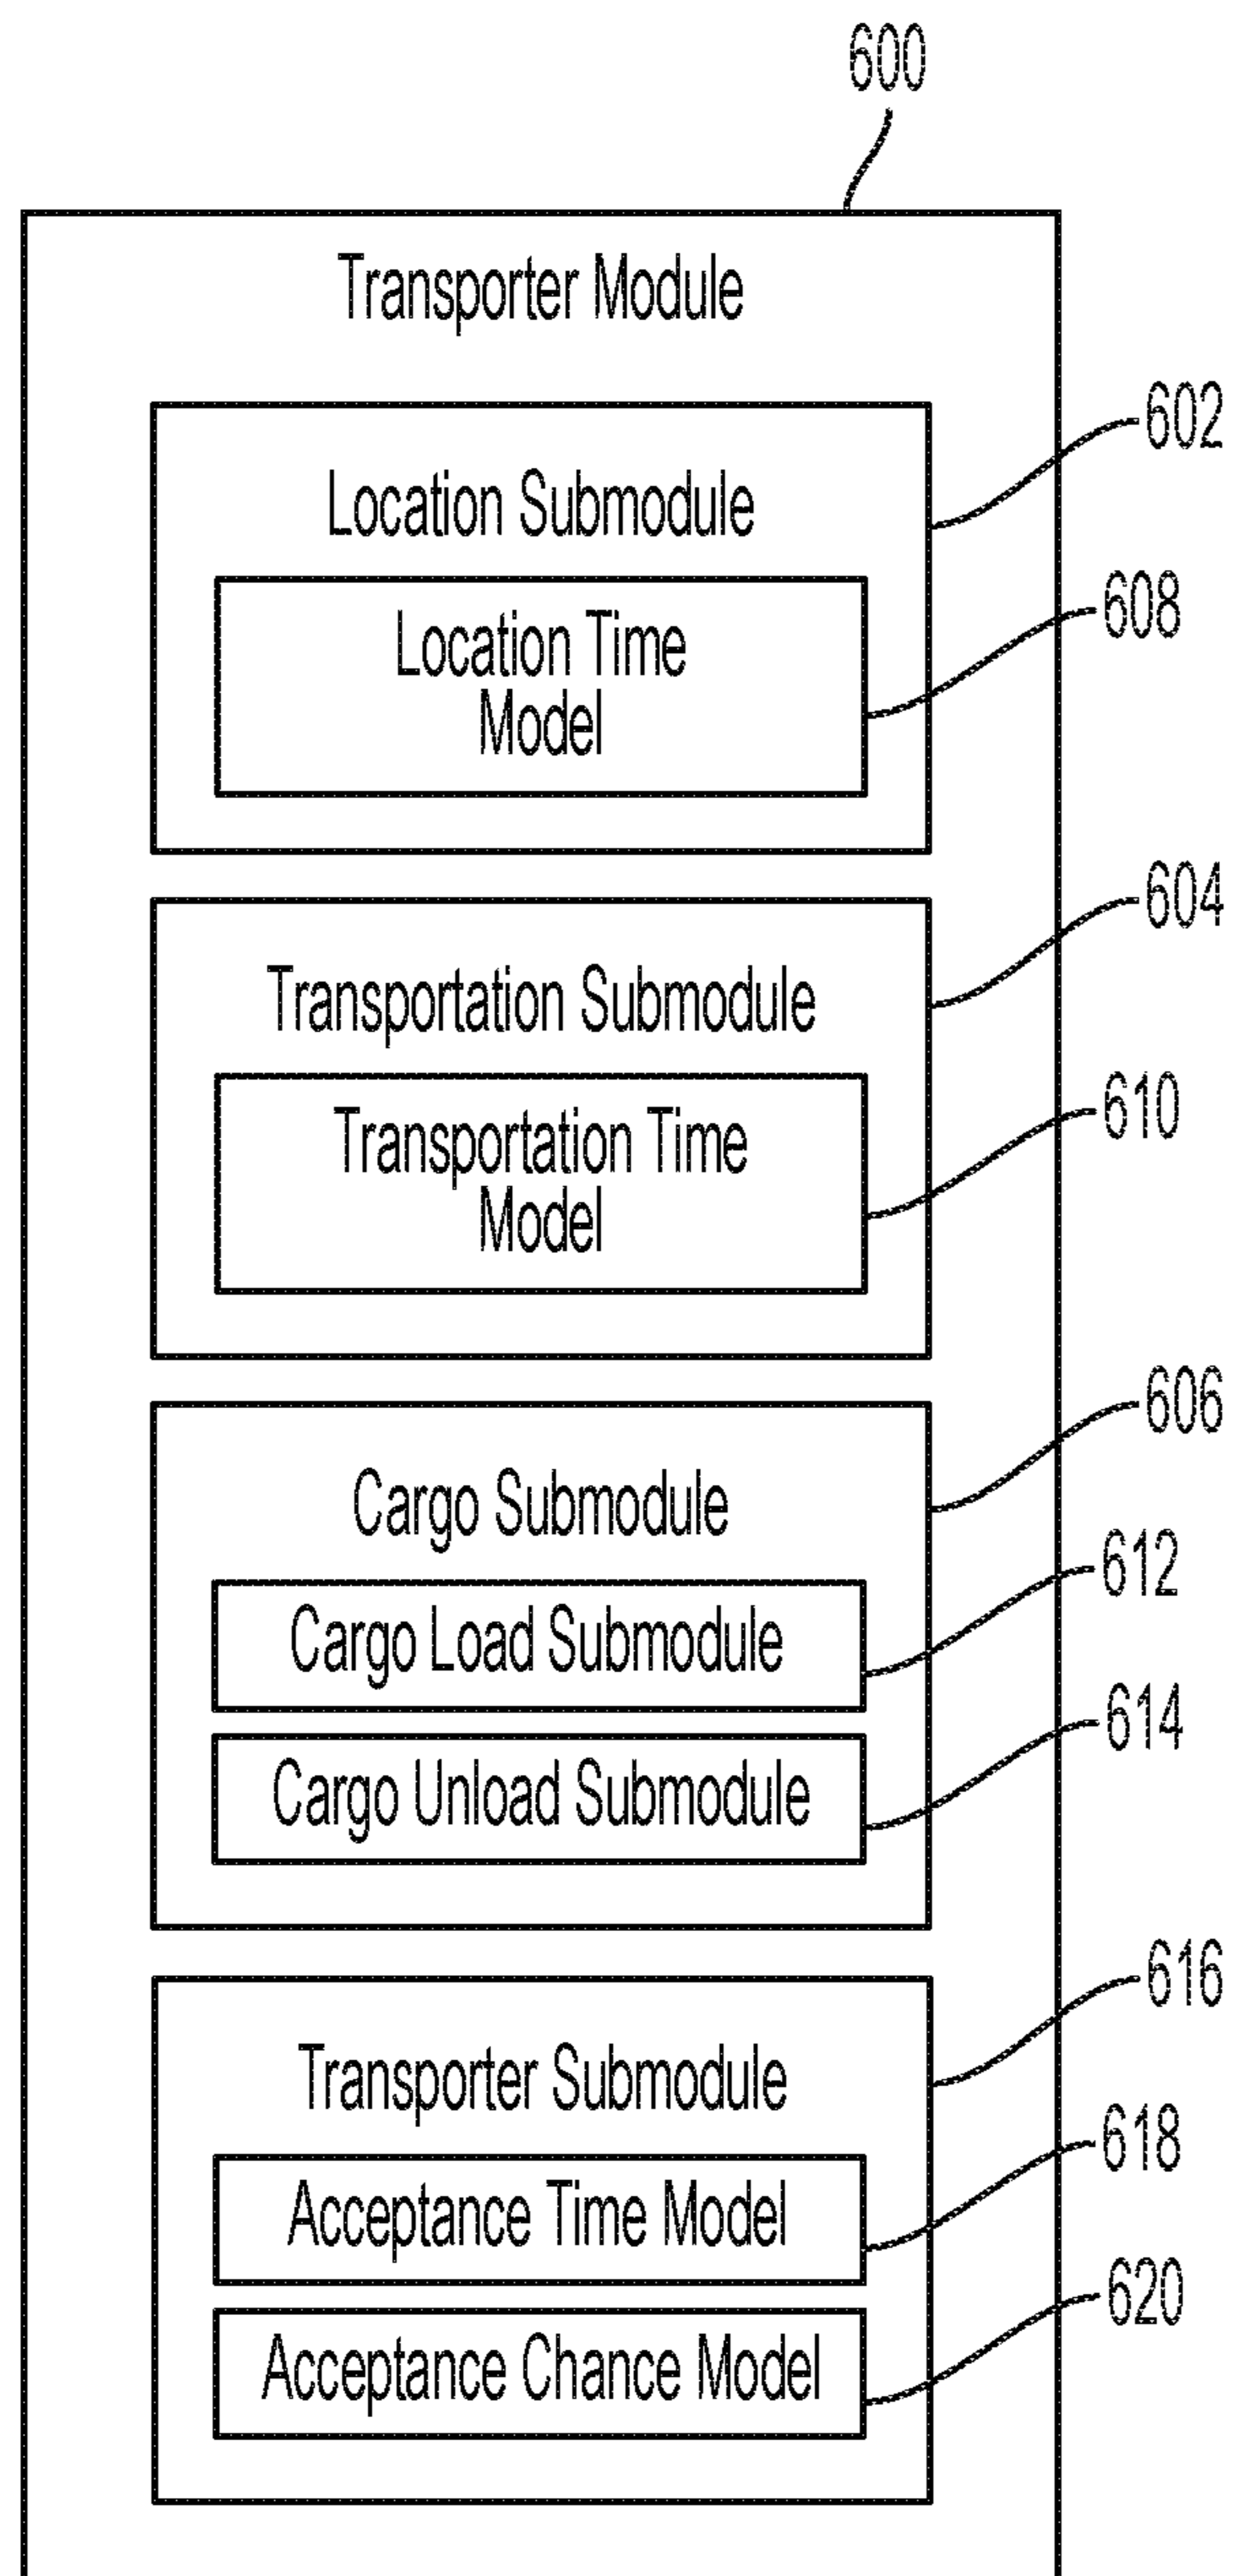 600
Transporter Module
602
Location Submodule
608
Location Time
Model
604
Transportation Submodule
610
Transportation Time
Model
606
Cargo Submodule
612
Cargo Load Submodule
614
Cargo Unload Submodule
616
Transporter Submodule
618
Acceptance Time Model
620
Acceptance Chance Model